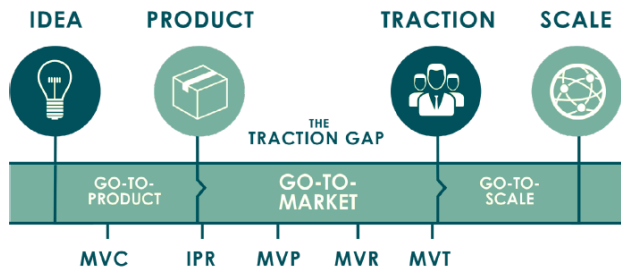 IDEA
PRODUCT
TRACTION
SCALE
THE
TRACTION GAP
GO-TO-
PRODUCT
GO-TO-
MARKET
GO-TO-
SCALE
MVC
IPR
MVP
MVR
MVT